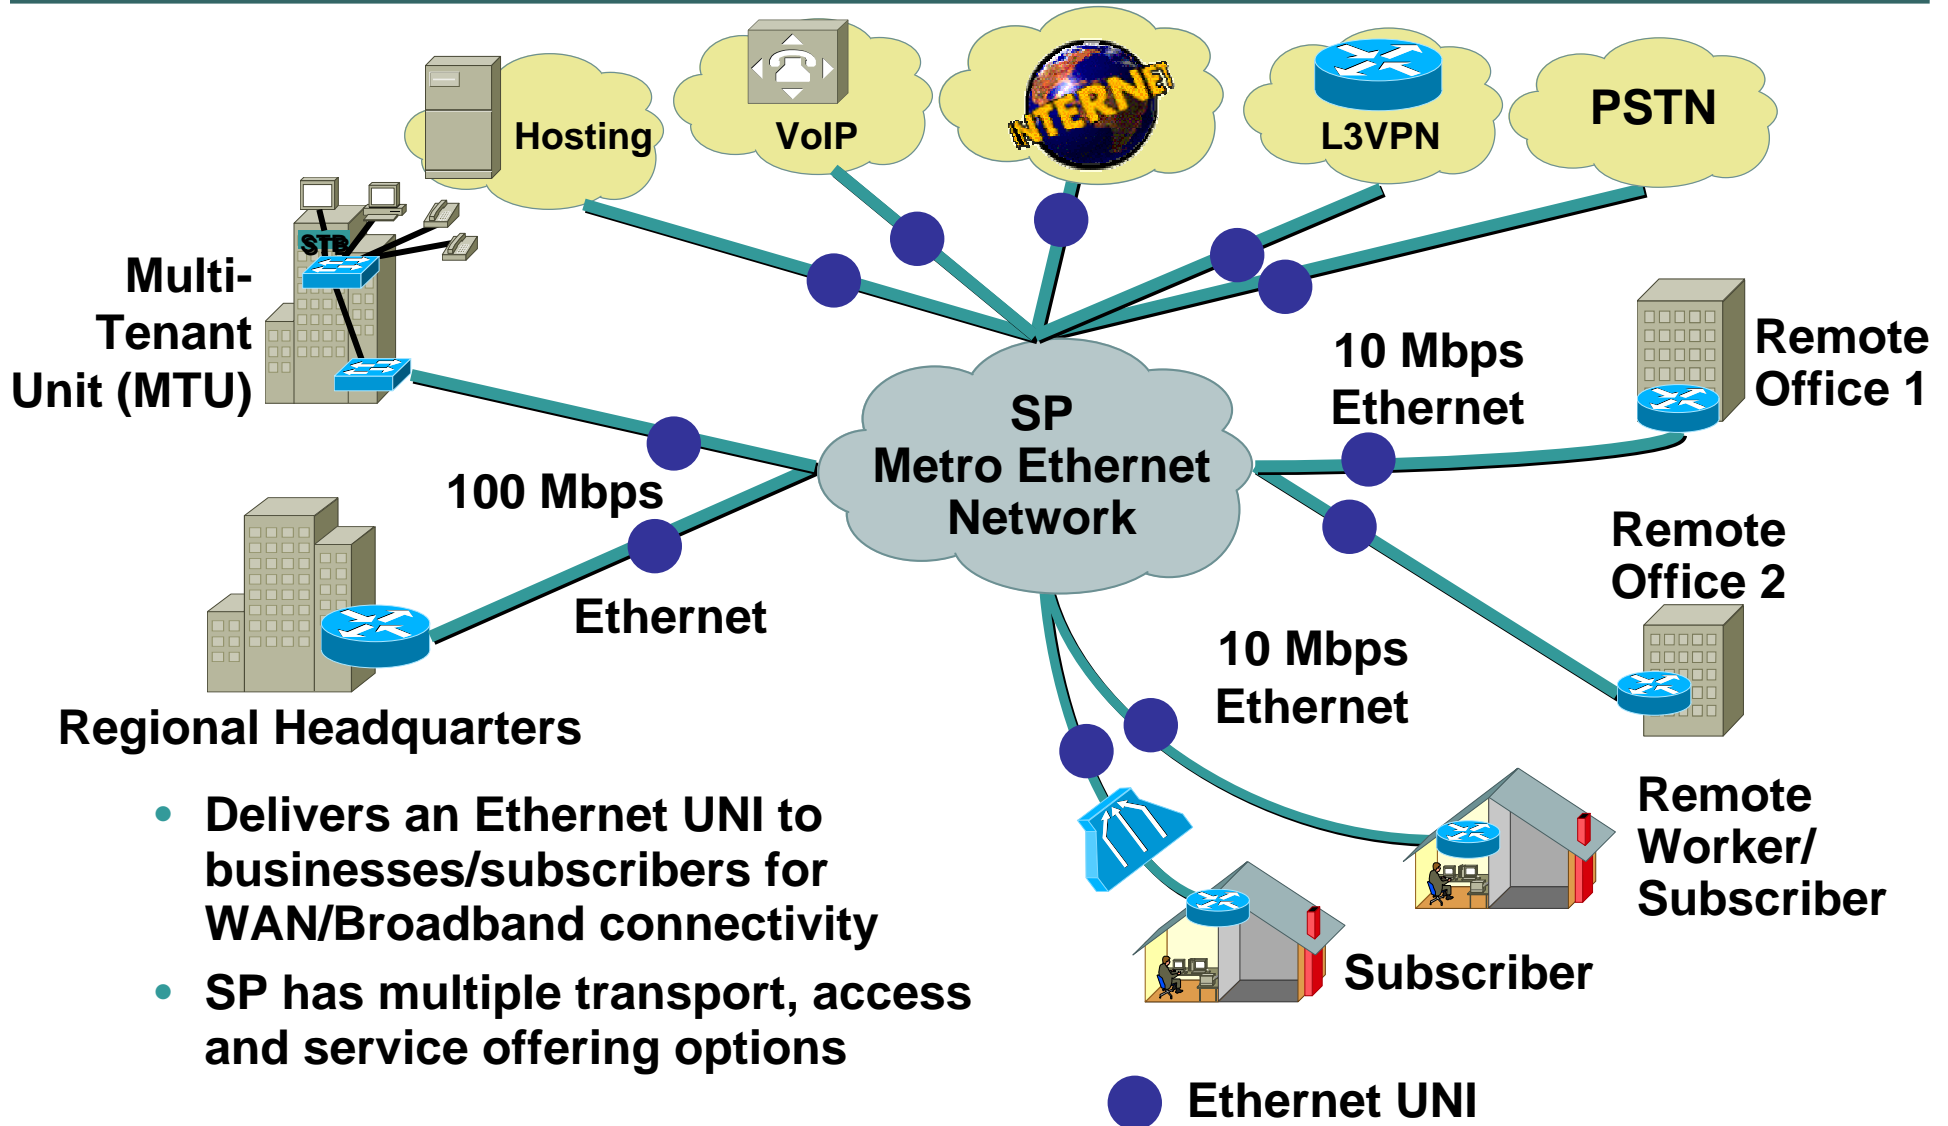 Hosting
VoIP
INTERNET
L3VPN
PSTN
STB
Multi-
Tenant
Unit (MTU)
10 Mbps
Ethernet
Remote
Office 1
SP
Metro Ethernet
Network
100 Mbps
Ethernet
Remote
Office 2
10 Mbps
Ethernet
Regional Headquarters
Remote
Worker/
Subscriber
Subscriber
• Delivers an Ethernet UNI to
businesses/subscribers for
WAN/Broadband connectivity
• SP has multiple transport, access
and service offering options
Ethernet UNI